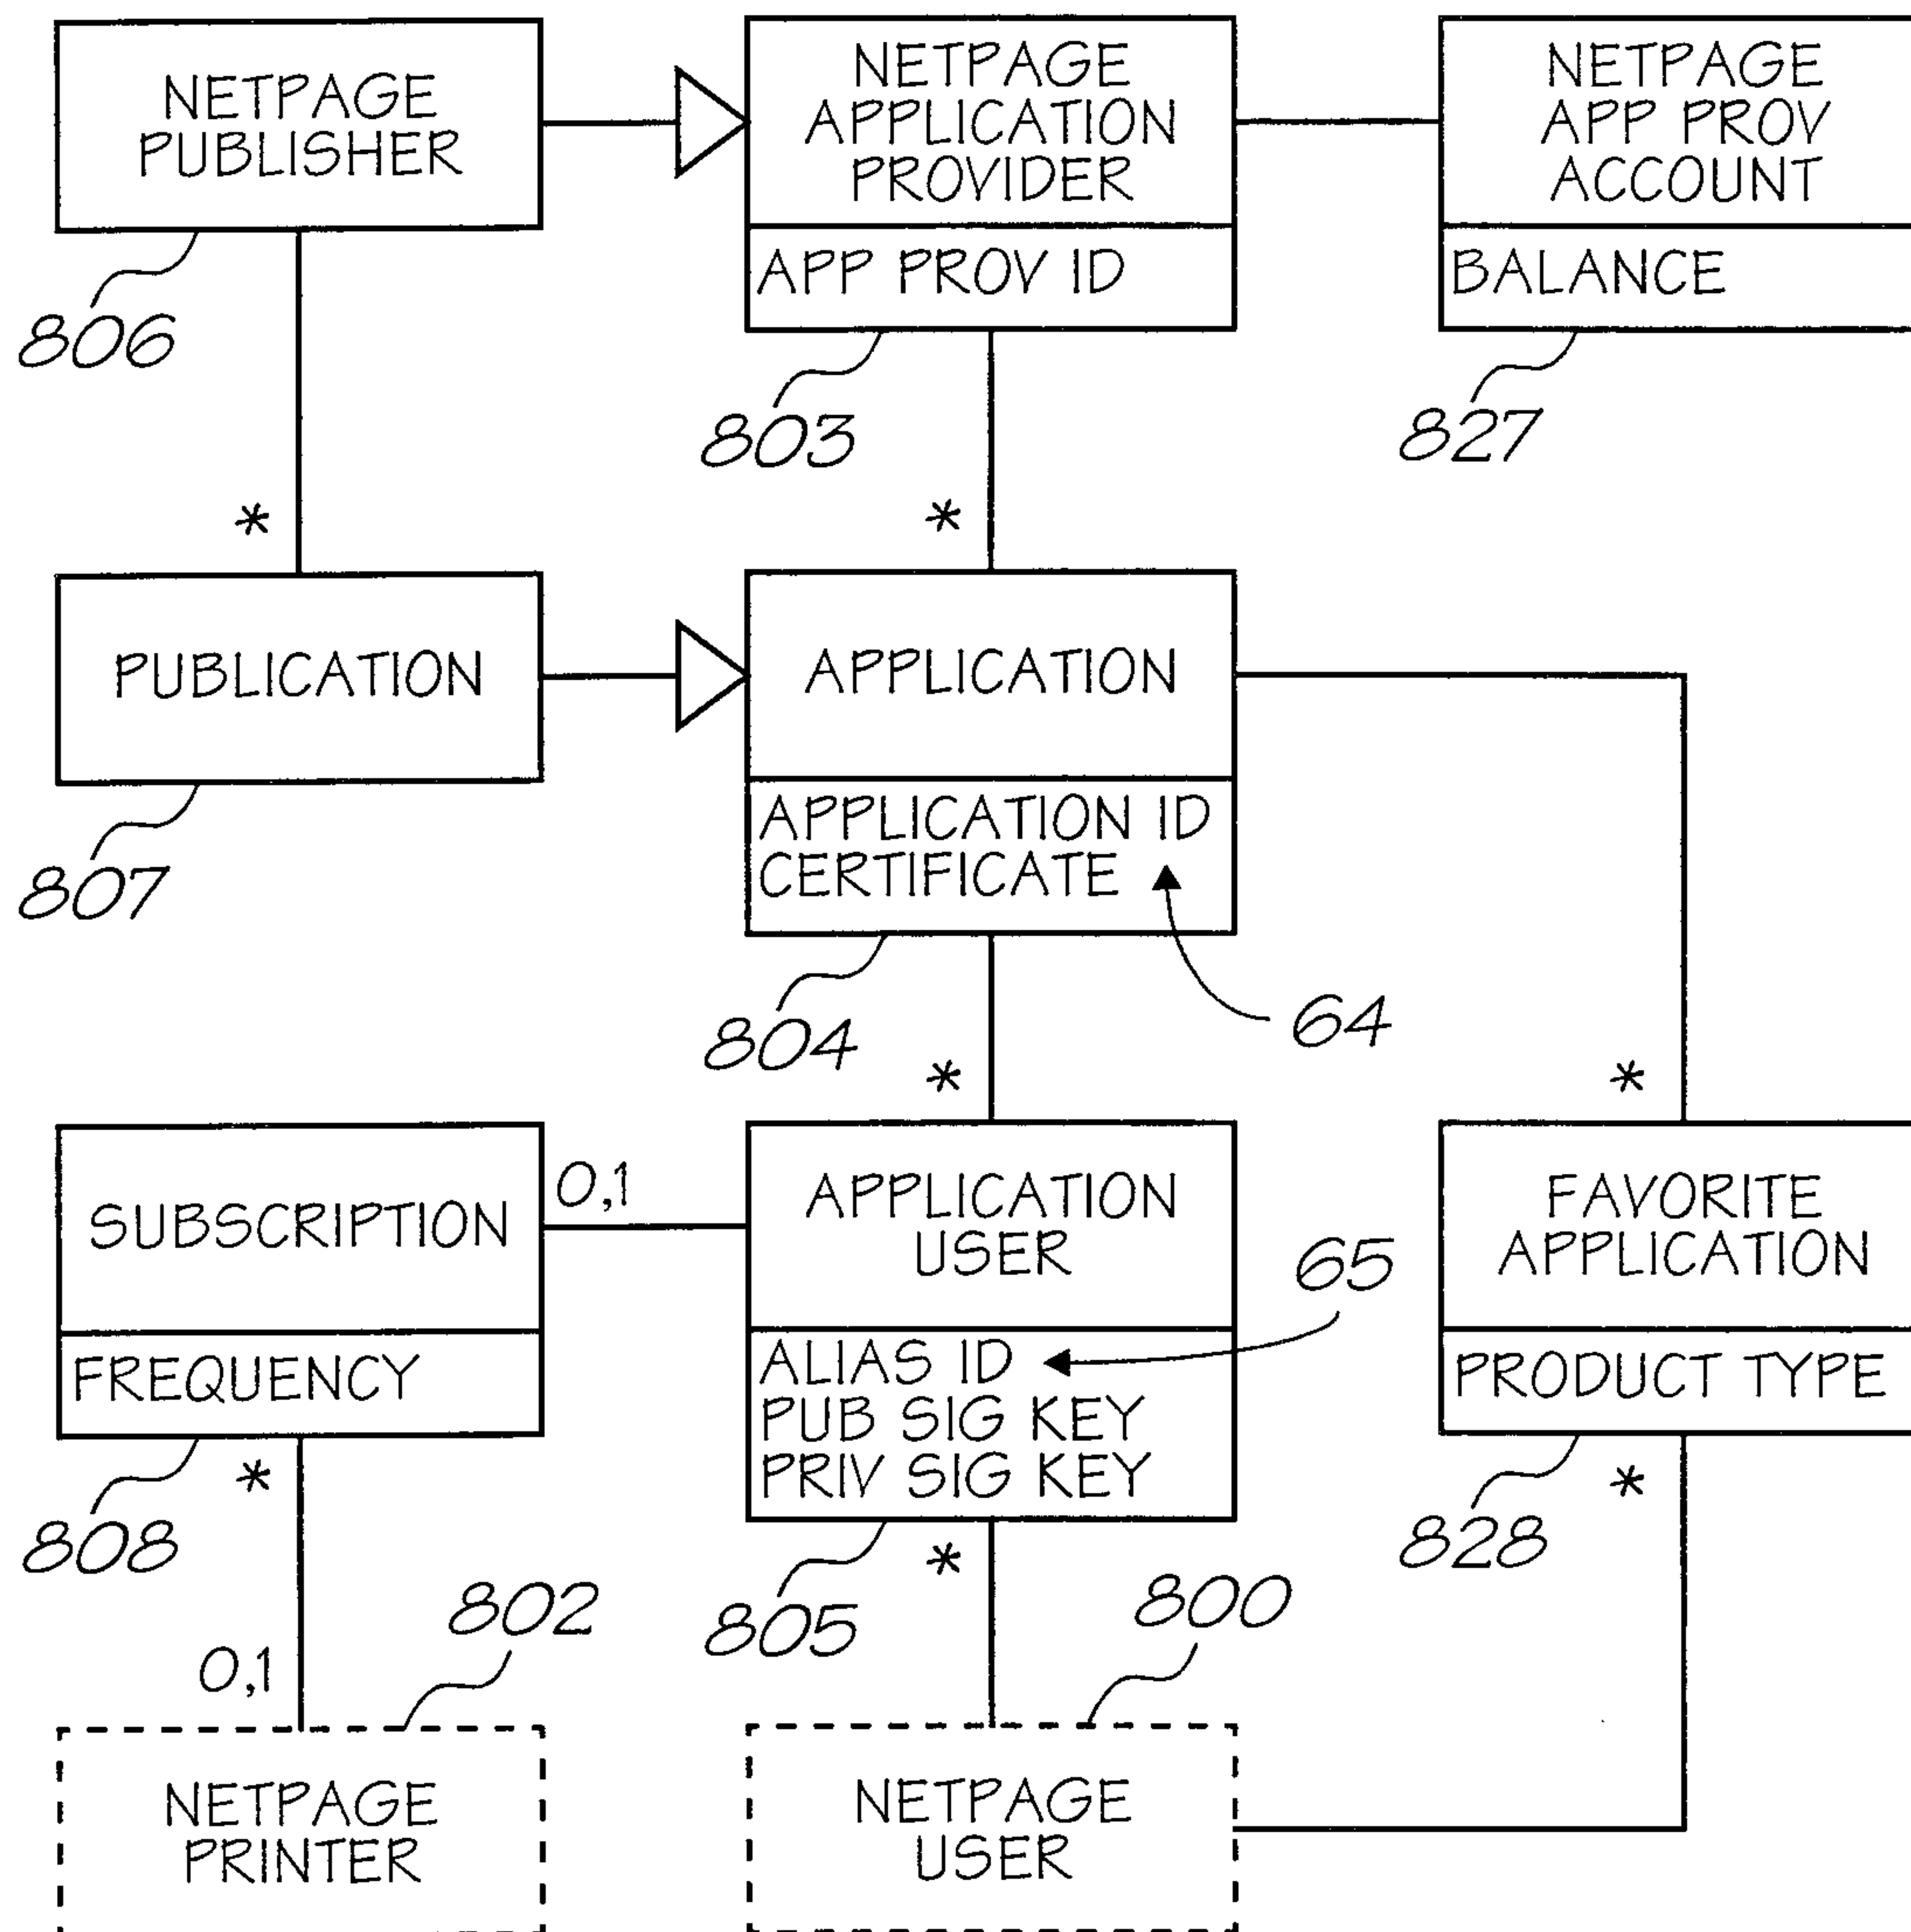 NETPAGE
PUBLISHER
NETPAGE
APPLICATION
PROVIDER
APP PROV ID
NETPAGE
APP PROV
ACCOUNT
BALANCE
806
803
827
*
*
PUBLICATION
APPLICATION
APPLICATION ID
CERTIFICATE
807
804
64
*
*
SUBSCRIPTION
FREQUENCY
0,1
APPLICATION
USER
ALIAS ID
PUB SIG KEY
PRIV SIG KEY
65
FAVORITE
APPLICATION
PRODUCT TYPE
808
*
805
*
828
*
802
800
0,1
NETPAGE
PRINTER
NETPAGE
USER